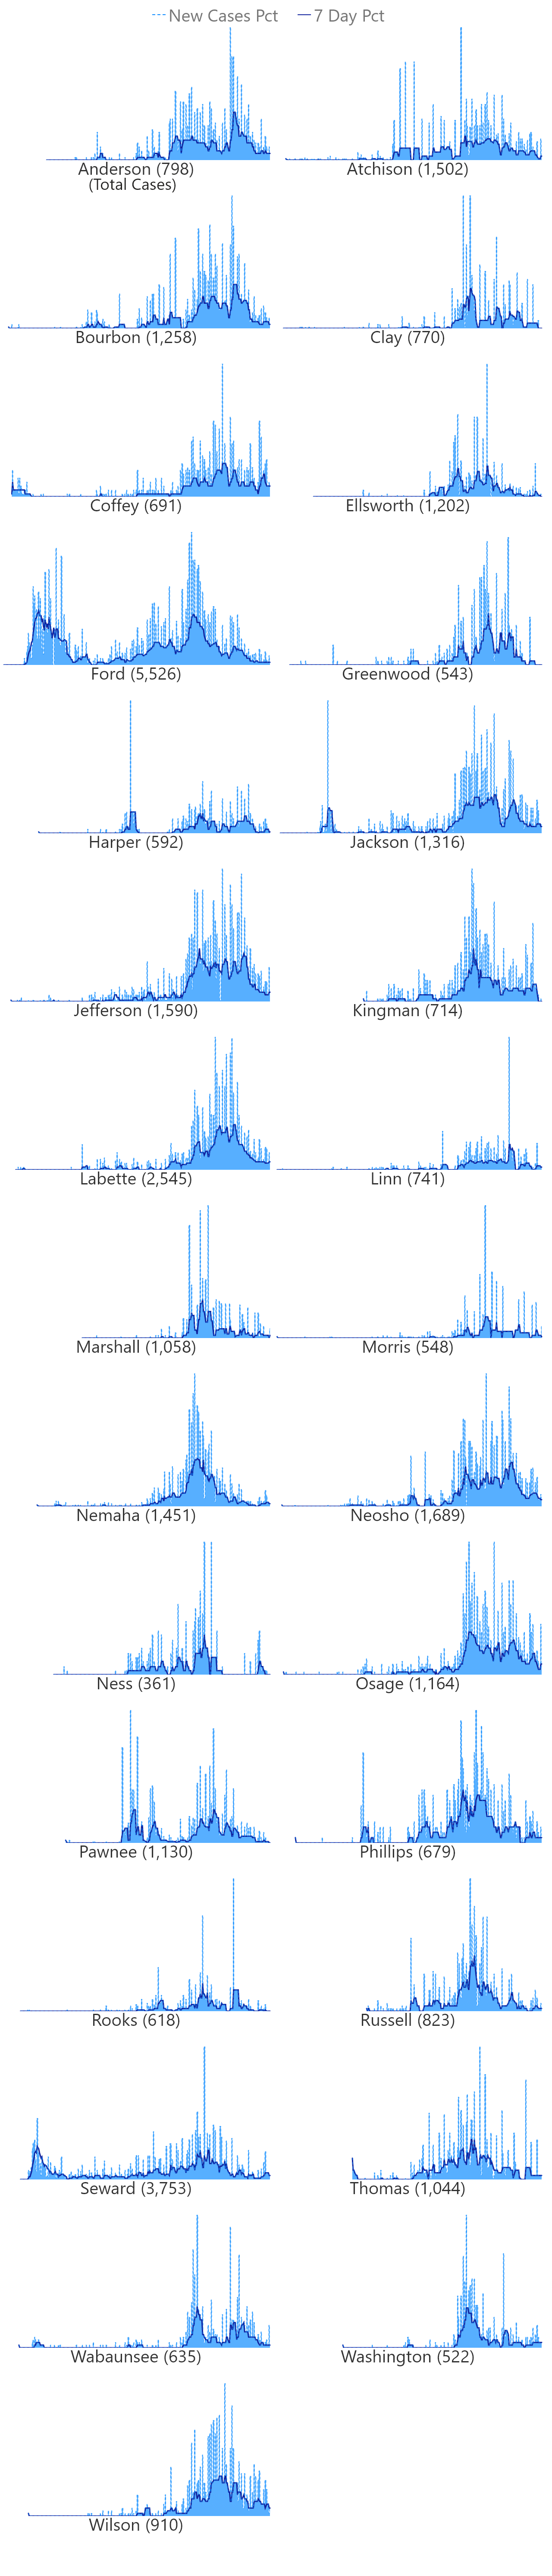 New Cases Pct 7 Day Pct
Anderson (798) Atchison (1,502)
(Total Cases)
Bourbon (1,258) Clay (770)
Coffey (691) Ellsworth (1,202)
Ford (5,526) Greenwood (543)
Harper (592) Jackson (1,316)
Jefferson (1,590) Kingman (714)
Labette (2,545) Linn (741)
Marshall (1,058) Morris (548)
Nemaha (1,451) Neosho (1,689)
Ness (361) Osage (1,164)
Pawnee (1,130) Phillips (679)
Rooks (618) Russell (823)
Seward (3,753) Thomas (1,044)
Wabaunsee (635) Washington (522)
Wilson (910)